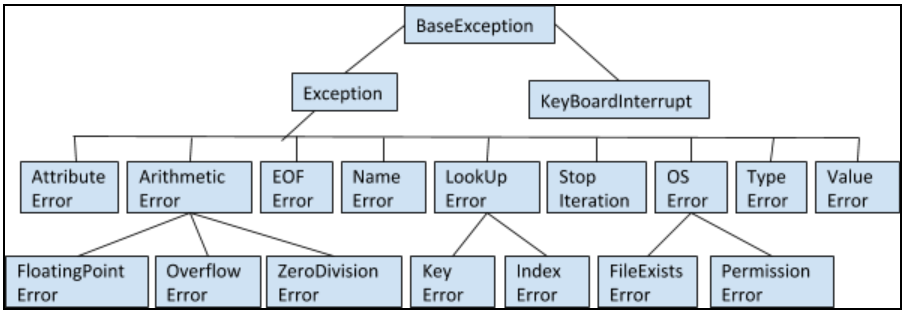 BaseException
Exception
KeyBoardInterrupt
Attribute
Error
Arithmetic
Error
EOF
Error
Name
Error
LookUp
Error
Stop
Iteration
OS
Error
Type
Error
Value
Error
FloatingPoint
Error
Overflow
Error
ZeroDivision
Error
Key
Error
Index
Error
FileExists
Error
Permission
Error